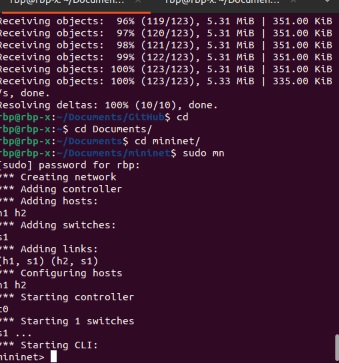 rbp@rbp-x: ~/Documen... rbp@rbp-x: ~/Documen...
Receiving objects:  96% (119/123), 5.31 MiB | 351.00 KiB
Receiving objects:  97% (120/123), 5.31 MiB | 351.00 KiB
Receiving objects:  98% (121/123), 5.31 MiB | 351.00 KiB
Receiving objects:  99% (122/123), 5.31 MiB | 351.00 KiB
Receiving objects: 100% (123/123), 5.31 MiB | 351.00 KiB
Receiving objects: 100% (123/123), 5.33 MiB | 335.00 KiB
/s, done.
Resolving deltas: 100% (10/10), done.
rbp@rbp-x:~/Documents/GitHub$ cd
rbp@rbp-x:~$ cd Documents/
rbp@rbp-x:~/Documents$ cd mininet/
rbp@rbp-x:~/Documents/mininet$ sudo mn
[sudo] password for rbp:
*** Creating network
*** Adding controller
*** Adding hosts:
h1 h2
*** Adding switches:
s1
*** Adding links:
(h1, s1) (h2, s1)
*** Configuring hosts
h1 h2
*** Starting controller
c0
*** Starting 1 switches
s1 ...
*** Starting CLI:
mininet>